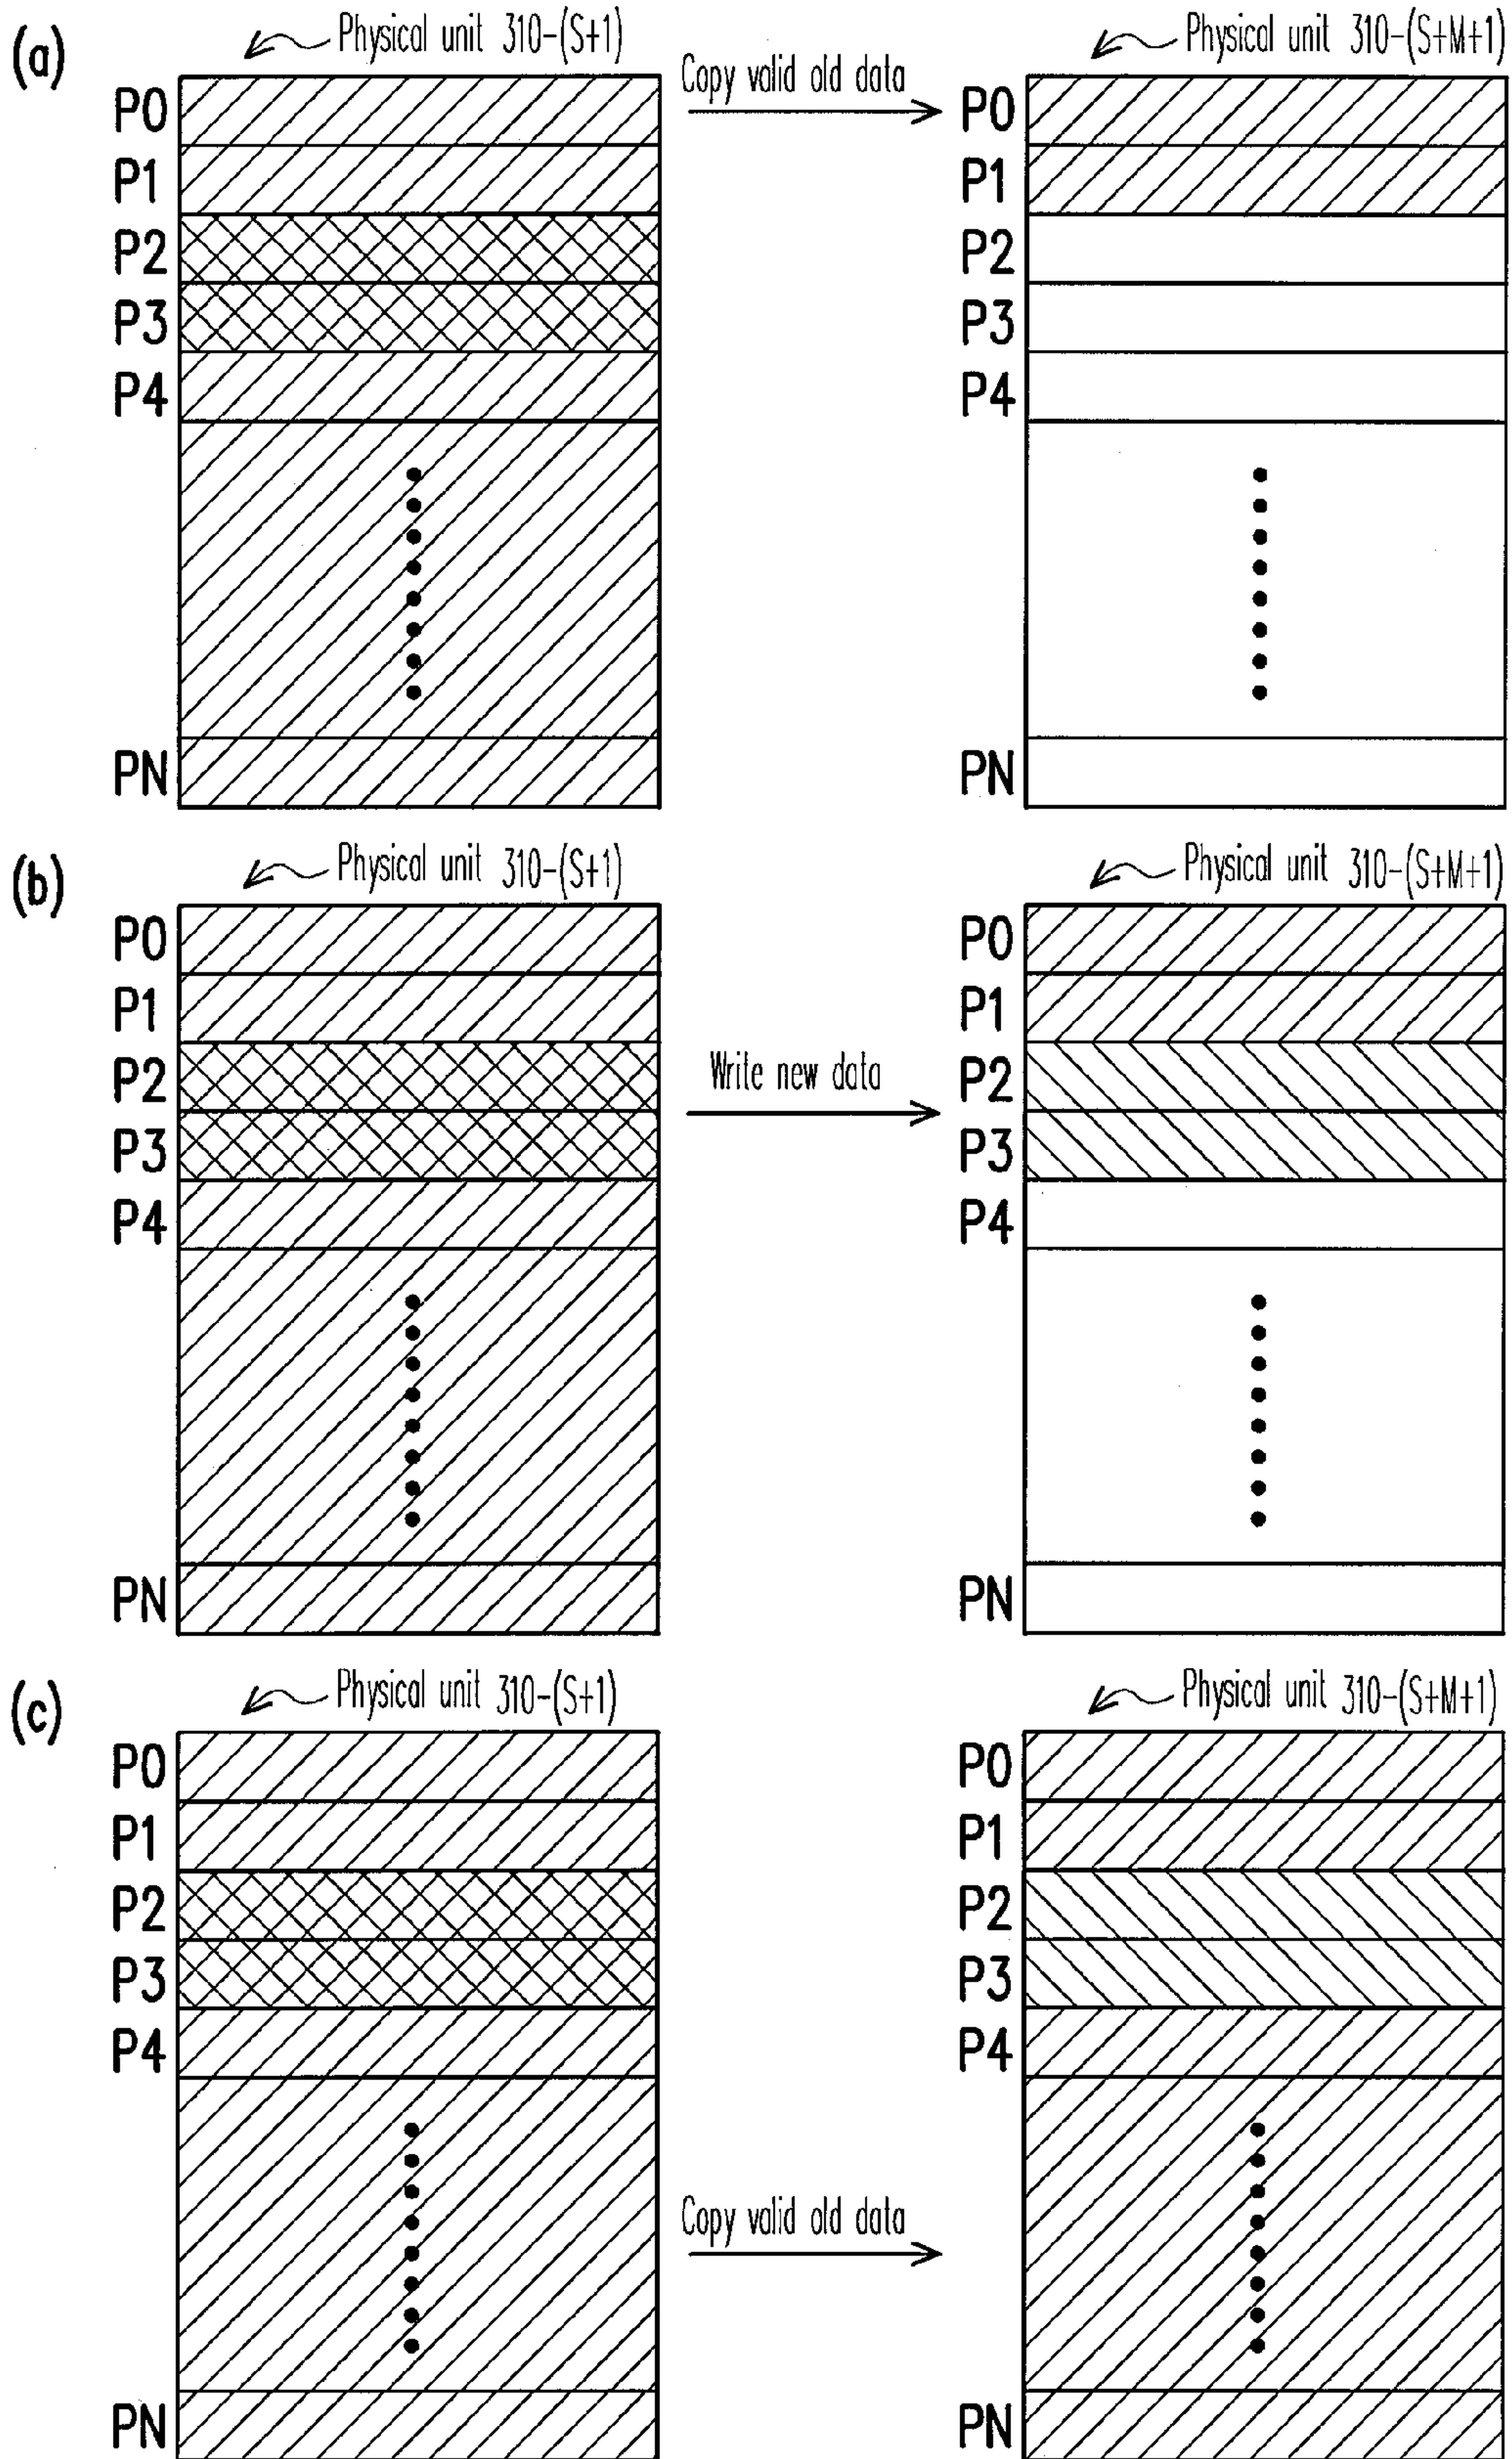 (a)
Physical unit 310-(S+1)
Physical unit 310-(S+M+1)
Copy valid old data
P0
P1
P2
P3
P4
PN
P0
P1
P2
P3
P4
PN
(b)
Physical unit 310-(S+1)
Physical unit 310-(S+M+1)
Write new data
P0
P1
P2
P3
P4
PN
P0
P1
P2
P3
P4
PN
(c)
Physical unit 310-(S+1)
Physical unit 310-(S+M+1)
P0
P1
P2
P3
P4
PN
Copy valid old data
P0
P1
P2
P3
P4
PN